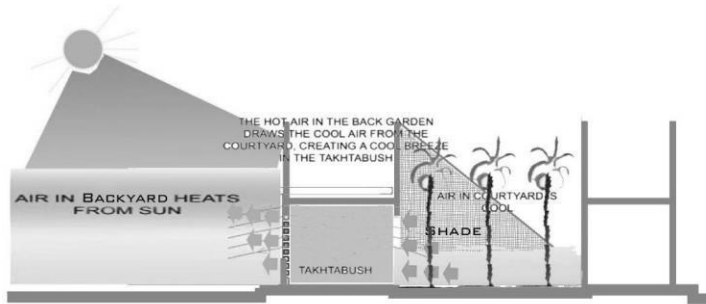 THE HOT AIR IN THE BACK GARDEN
DRAWS THE COOL AIR FROM THE
COURTYARD, CREATING A COOL BREEZE
IN THE TAKHTABUSH
AIR IN BACKYARD HEATS
FROM SUN
AIR IN COURTYARD IS
COOL
SHADE
TAKHTABUSH